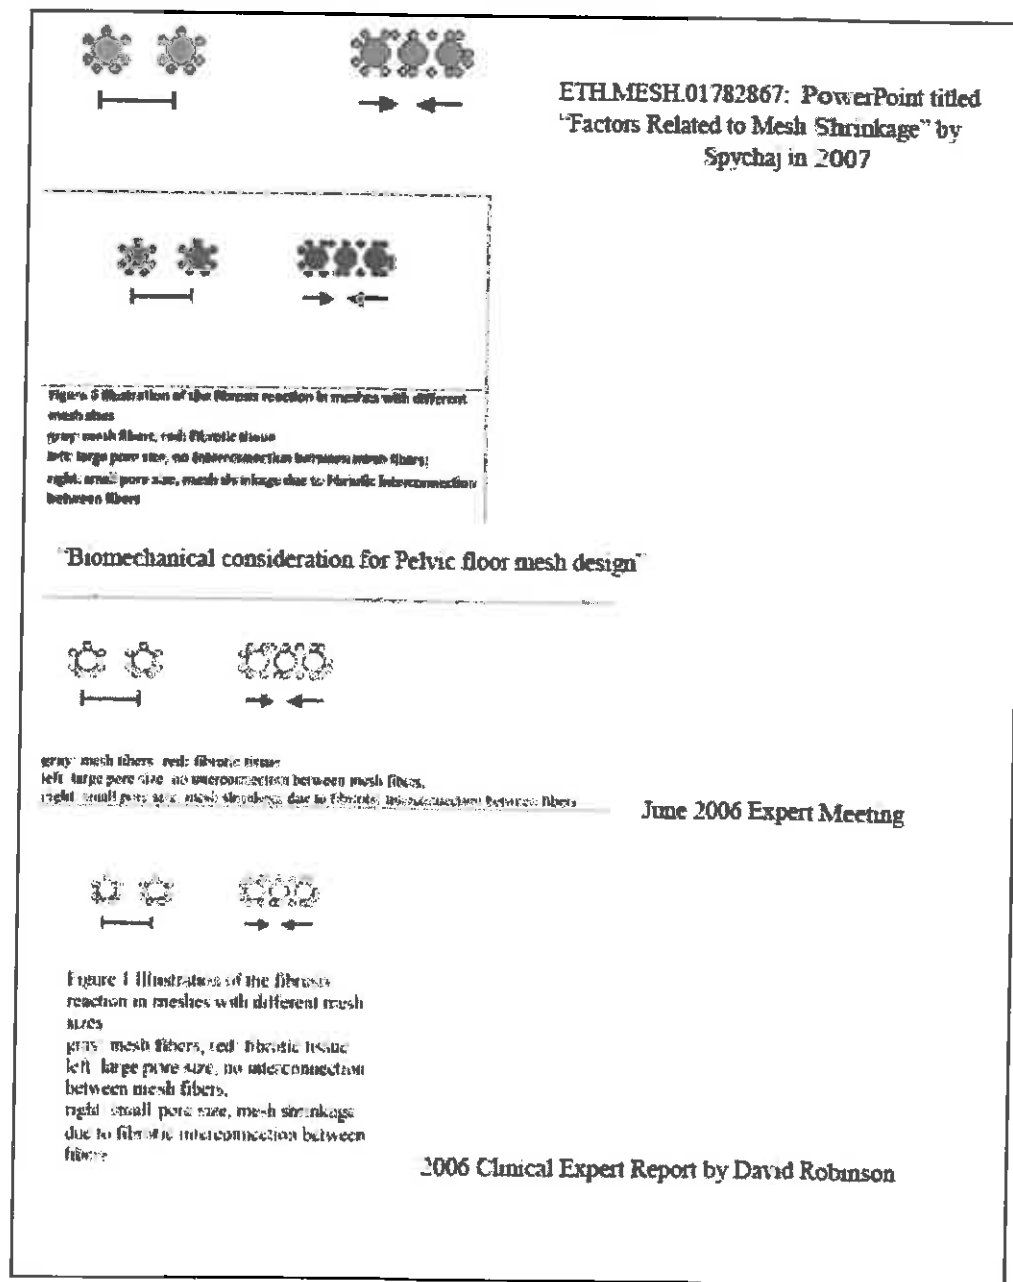 ETH.MESH.01782867: PowerPoint titled
"Factors Related to Mesh Shrinkage" by
Spychaj in 2007
Figure 5 Illustration of the fibrosis reaction in meshes with different
mesh sizes
gray: mesh fibers, red: fibrotic tissue
left: large pore size, no interconnection between mesh fibers;
right: small pore size, mesh shrinkage due to fibrotic interconnection
between fibers
"Biomechanical consideration for Pelvic floor mesh design"
gray: mesh fibers red: fibrotic tissue
left: large pore size no interconnection between mesh fibers,
right: small pore size mesh shrinkage due to fibrotic interconnection between fibers
June 2006 Expert Meeting
Figure 1 Illustration of the fibrosis
reaction in meshes with different mesh
sizes
gray: mesh fibers, red: fibrotic tissue
left: large pore size, no interconnection
between mesh fibers,
right: small pore size, mesh shrinkage
due to fibrotic interconnection between
fibers
2006 Clinical Expert Report by David Robinson